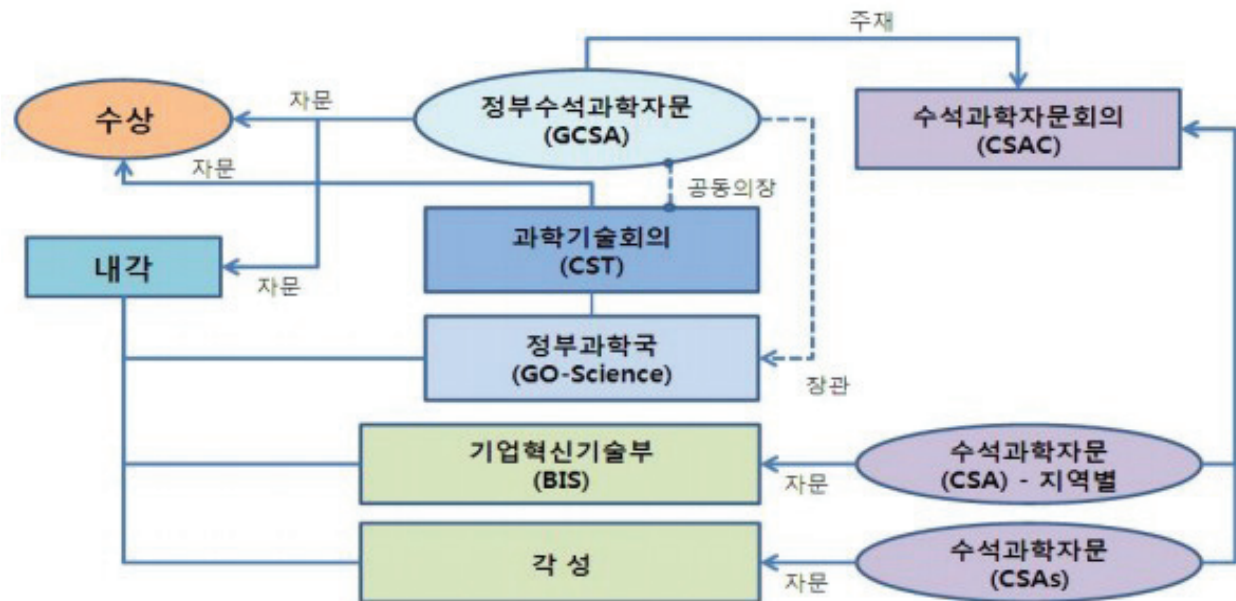 주재
수상
자문
정부수석과학자문
(GCSA)
수석과학자문회의
(CSAC)
자문
공동의장
내각
자문
과학기술회의
(CST)
정부과학국
(GO-Science)
장관
기업혁신기술부
(BIS)
자문
수석과학자문
(CSA) - 지역별
각 성
자문
수석과학자문
(CSAs)